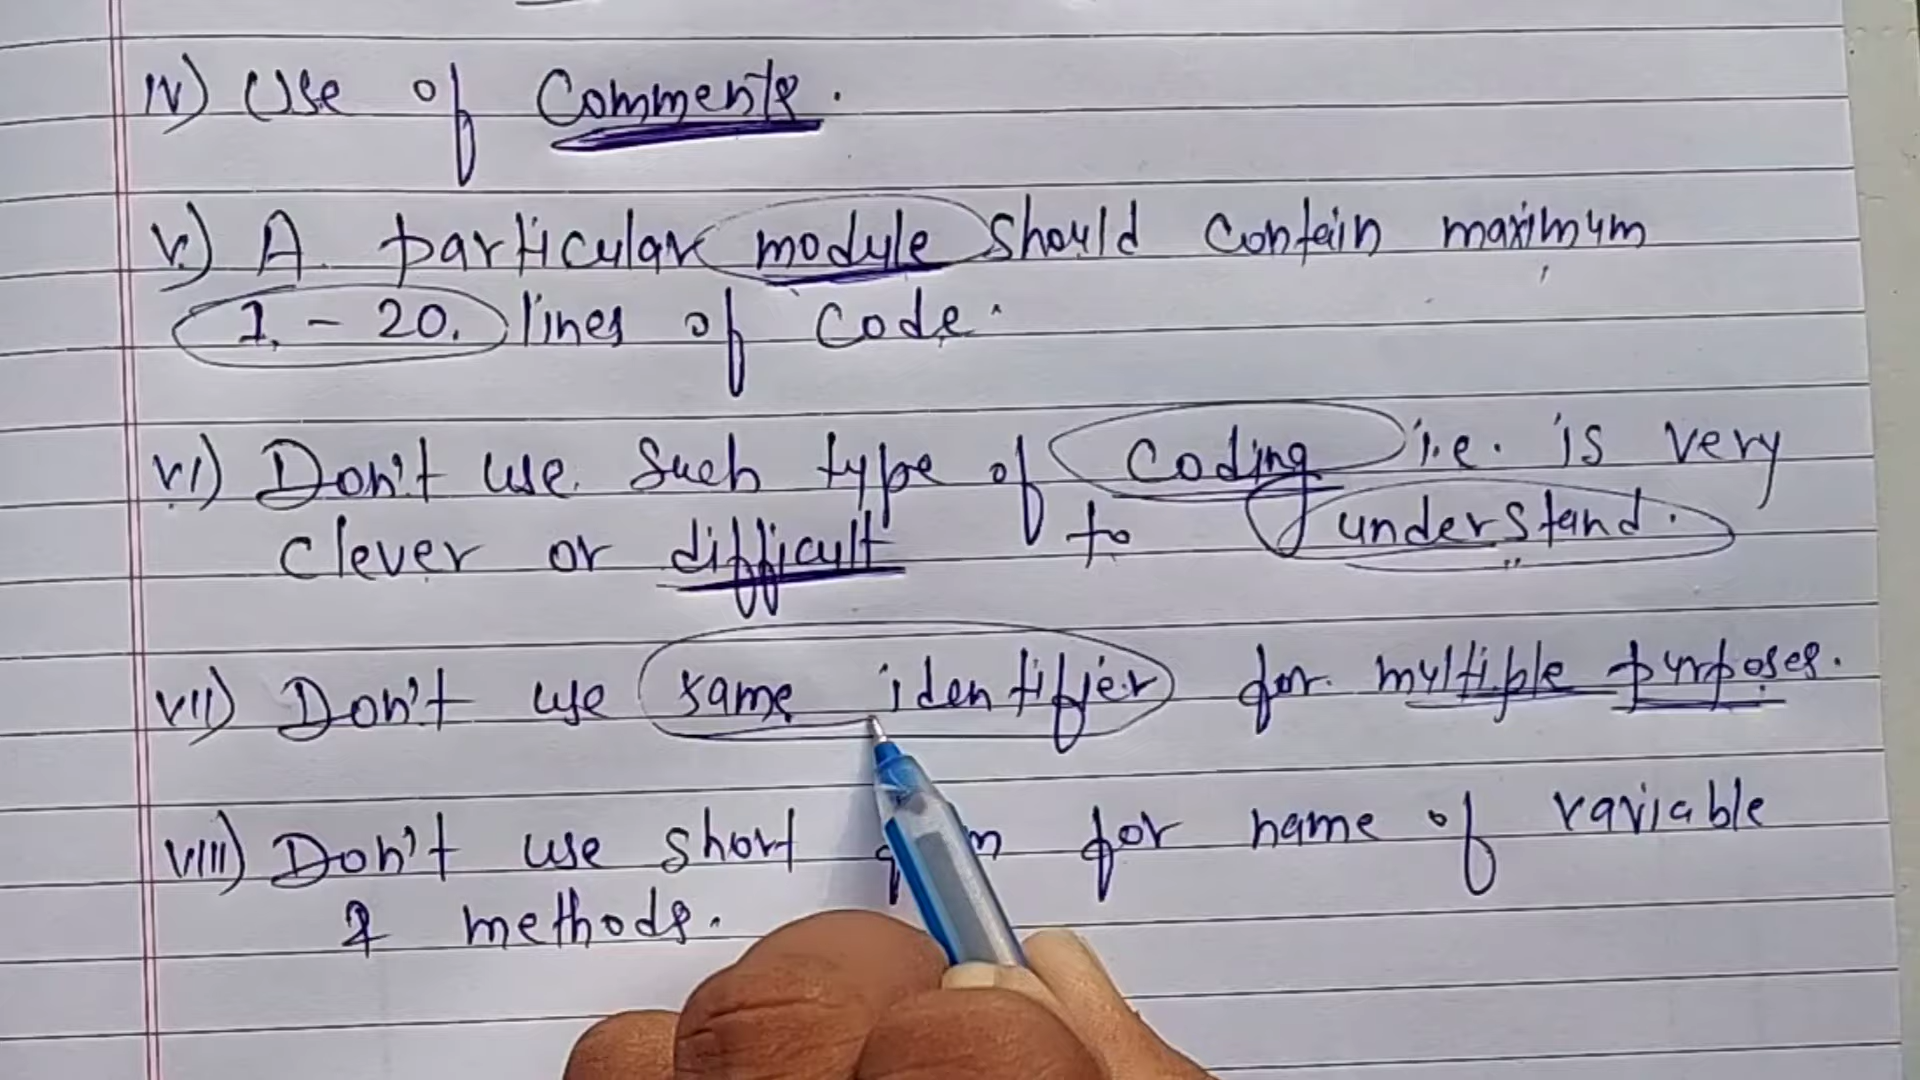 IV) Use of Comments.
V.) A particular module should contain maximum
1 - 20. lines of code.
VI) Don't use such type of coding i.e. is very
clever or difficult to understand.
VII) Don't use same identifier for multiple purposes.
VIII) Don't use short for name of variable
& methods.